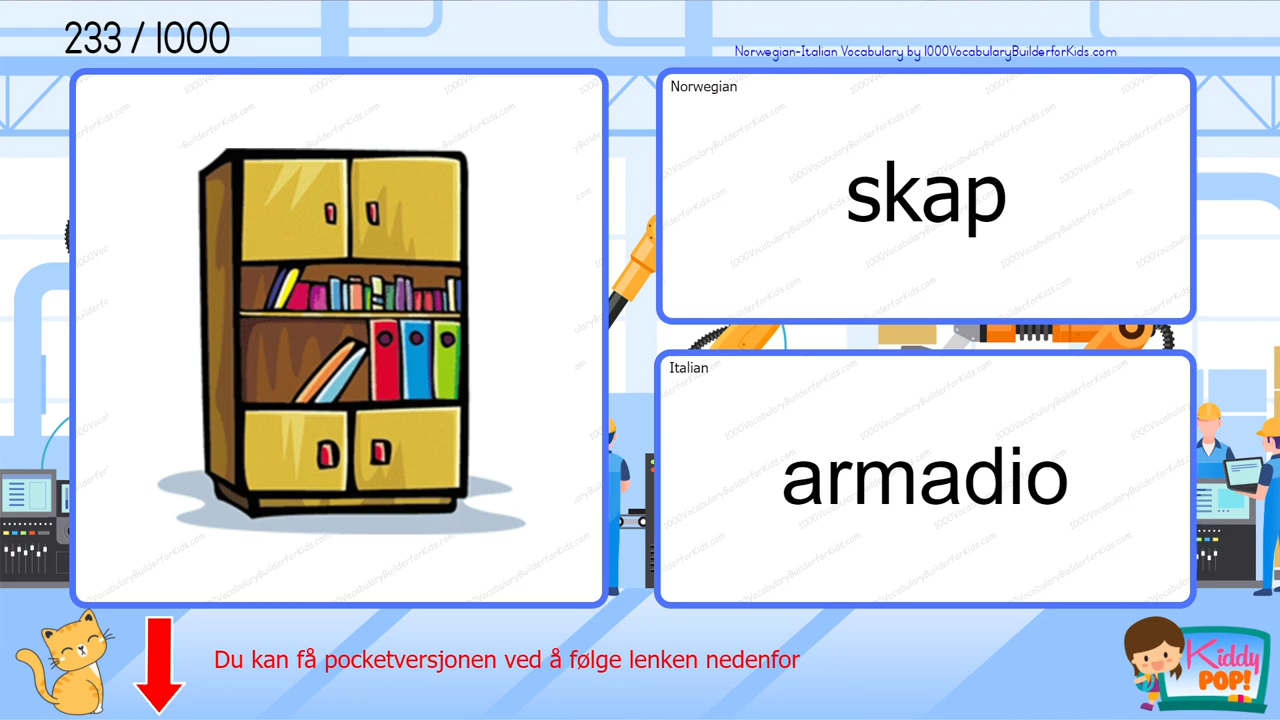 233 / 1000
Norwegian-Italian Vocabulary by 1000VocabularyBuilderforKids.com
Norwegian
skap
Italian
armadio
Du kan få pocketversjonen ved å følge lenken nedenfor
Kiddy
POP!